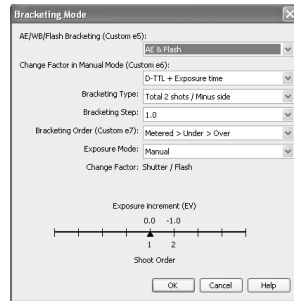 Bracketing Mode
AE/WB/Flash Bracketing (Custom e5):
AE & Flash
Change Factor in Manual Mode (Custom e6):
D-TTL + Exposure time
Bracketing Type: Total 2 shots / Minus side
Bracketing Step: 1.0
Bracketing Order (Custom e7): Metered > Under > Over
Exposure Mode: Manual
Change Factor: Shutter / Flash
Exposure increment (EV)
0.0 -1.0
1 2
Shoot Order
OK Cancel Help